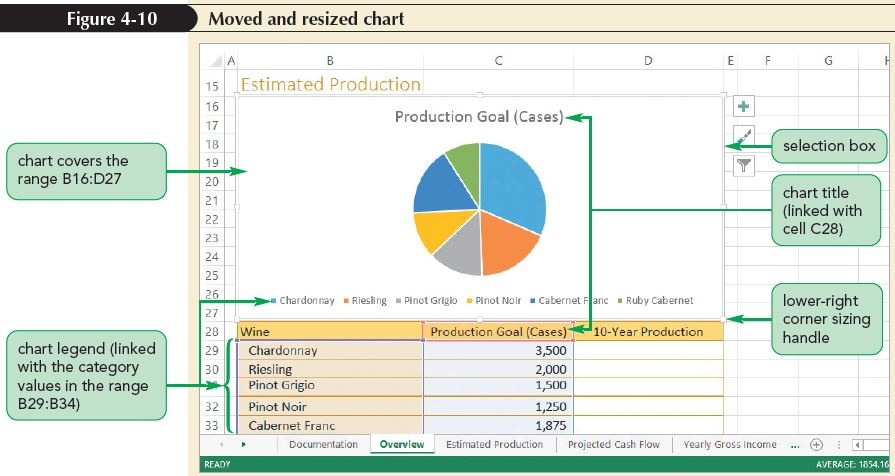 Figure 4-10 Moved and resized chart
A B C D E F G H
15 Estimated Production
16
Production Goal (Cases)
17
18
selection box
chart covers the
range B16:D27
19
20
chart title
(linked with
cell C28)
21
22
23
24
25
26
Chardonnay Riesling Pinot Grigio Pinot Noir Cabernet Franc Ruby Cabernet
27
lower-right
corner sizing
handle
28 Wine Production Goal (Cases) 10-Year Production
chart legend (linked
with the category
values in the range
B29:B34)
29 Chardonnay 3,500
30 Riesling 2,000
Pinot Grigio 1,500
32 Pinot Noir 1,250
33 Cabernet Franc 1,875
Documentation Overview Estimated Production Projected Cash Flow Yearly Gross Income ...
READY AVERAGE: 1854.16